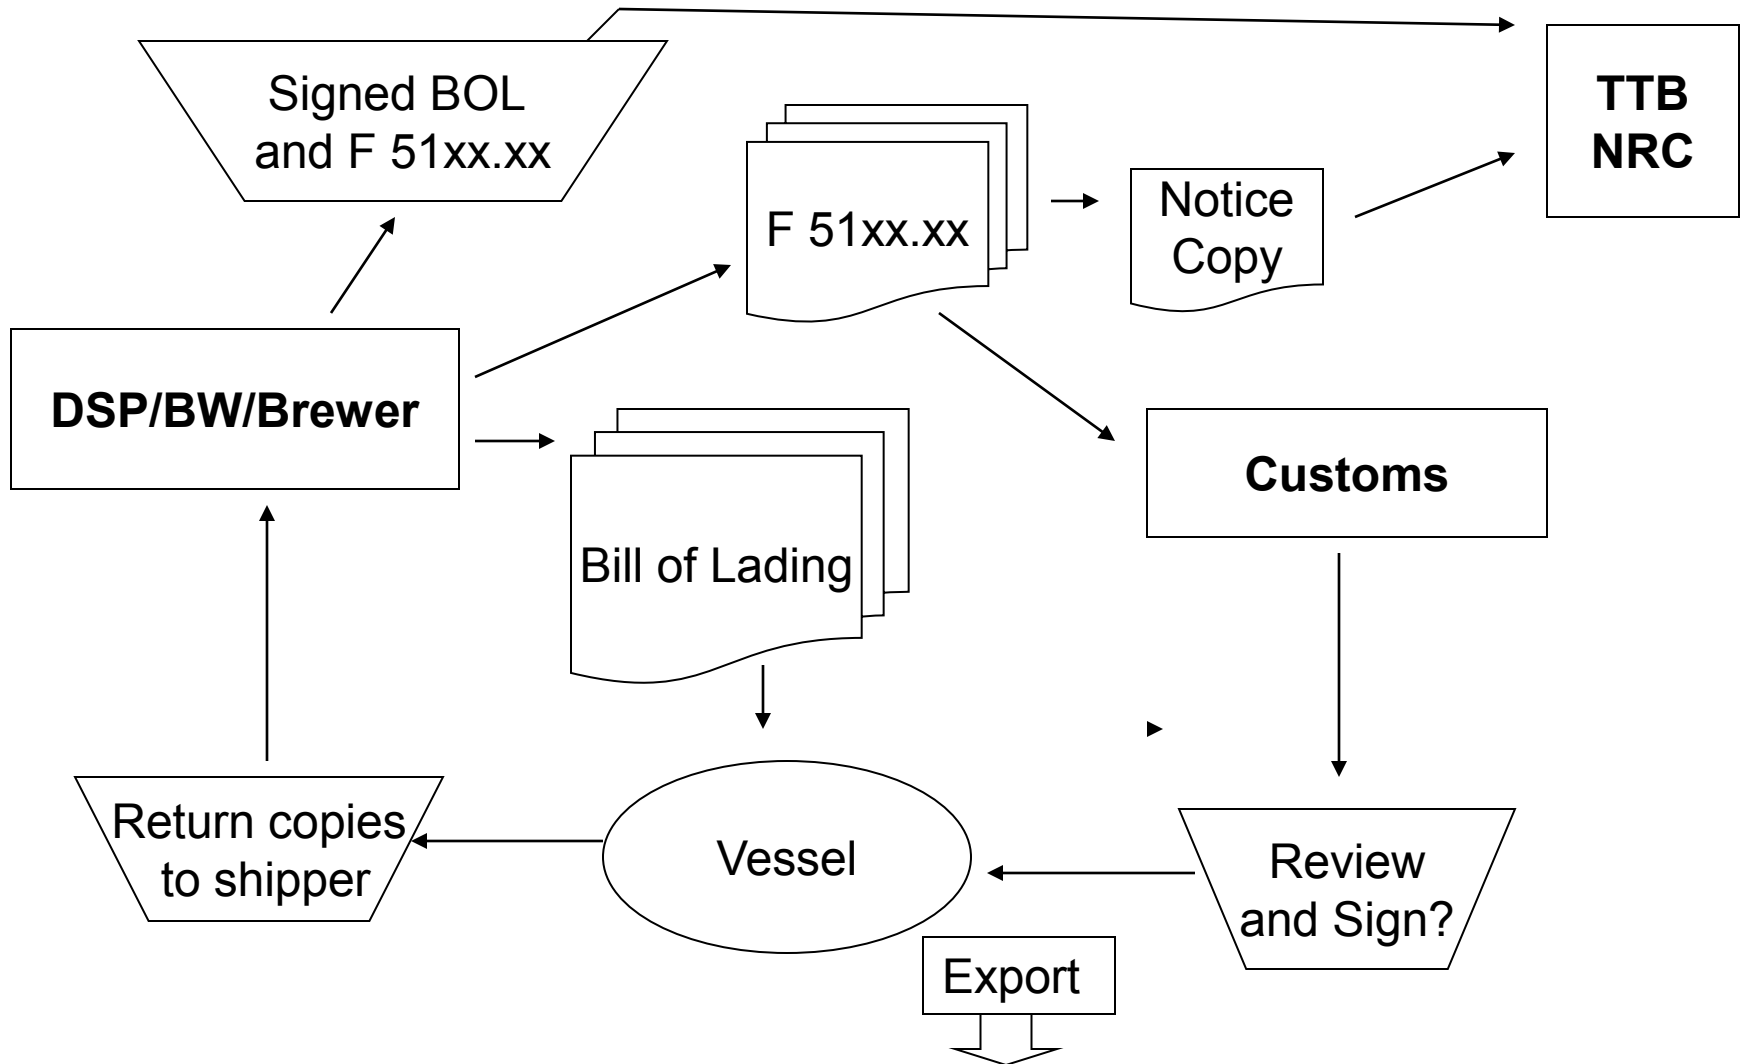 Signed BOL
and F 51xx.xx
TTB
NRC
F 51xx.xx
Notice
Copy
DSP/BW/Brewer
Bill of Lading
Customs
Return copies
to shipper
Vessel
Review
and Sign?
Export